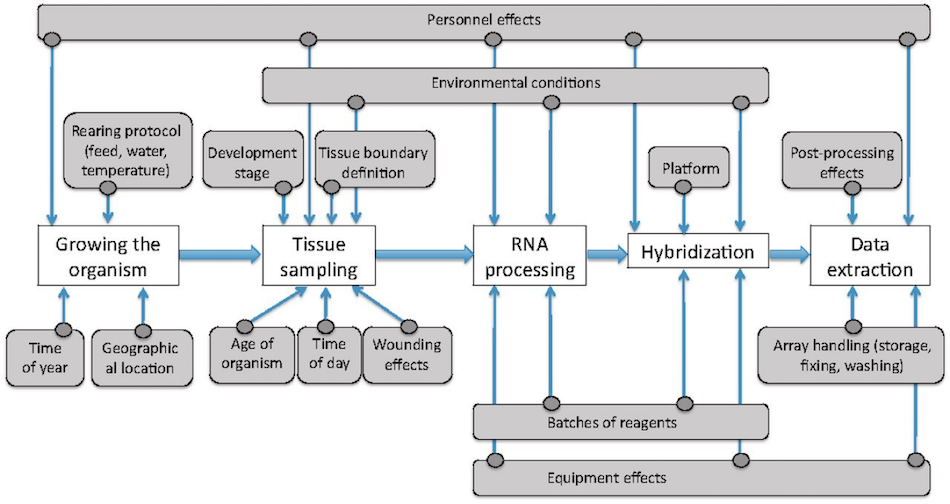 Personnel effects
Environmental conditions
Rearing protocol
(feed, water,
temperature)
Development
stage
Tissue boundary
definition
Platform
Post-processing
effects
Growing the
organism
Tissue
sampling
RNA
processing
Hybridization
Data
extraction
Time
of year
Geographic
al location
Age of
organism
Time
of day
Wounding
effects
Array handling (storage,
fixing, washing)
Batches of reagents
Equipment effects